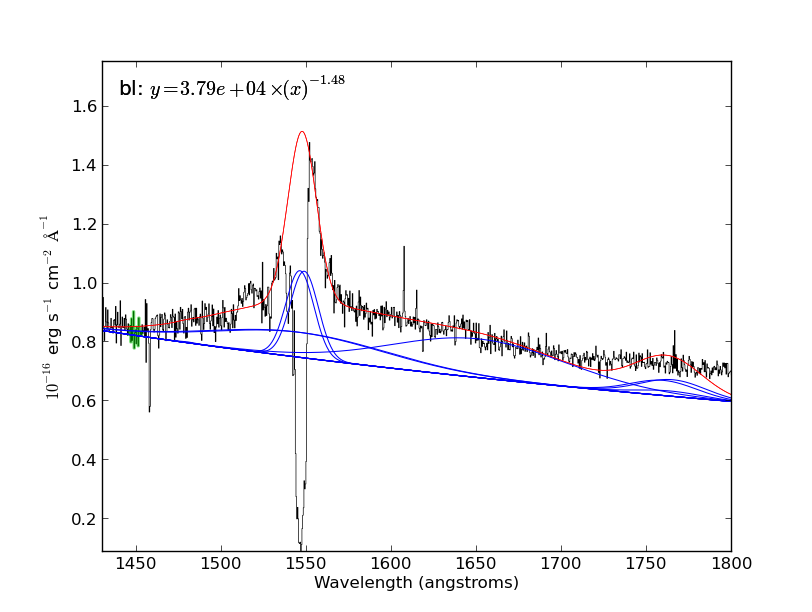 bl: y=3.79e+04×(x)^−1.48
10^−16 erg s^−1 cm^−2 Å^−1
1.6
1.4
1.2
1.0
0.8
0.6
0.4
0.2
1450 1500 1550 1600 1650 1700 1750 1800
Wavelength (angstroms)